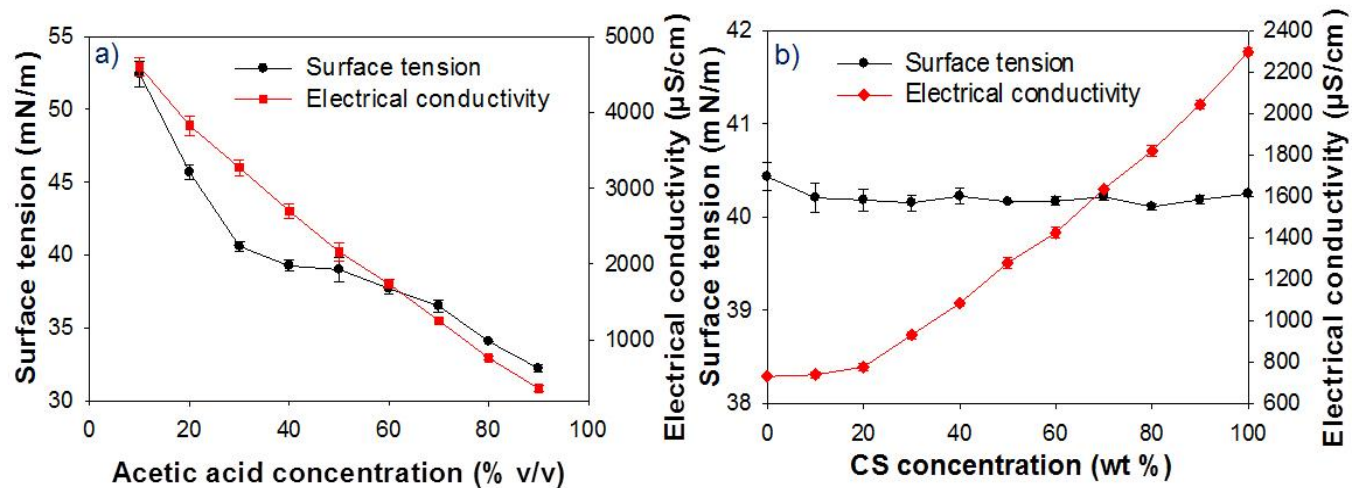 a)
Surface tension
Electrical conductivity
Surface tension (mN/m)
55
50
45
40
35
30
Electrical conductivity (µS/cm)
5000
4000
3000
2000
1000
0 20 40 60 80 100
Acetic acid concentration (% v/v)
b)
Surface tension
Electrical conductivity
Surface tension (mN/m)
42
41
40
39
38
Electrical conductivity (µS/cm)
2400
2200
2000
1800
1600
1400
1200
1000
800
600
0 20 40 60 80 100
CS concentration (wt %)